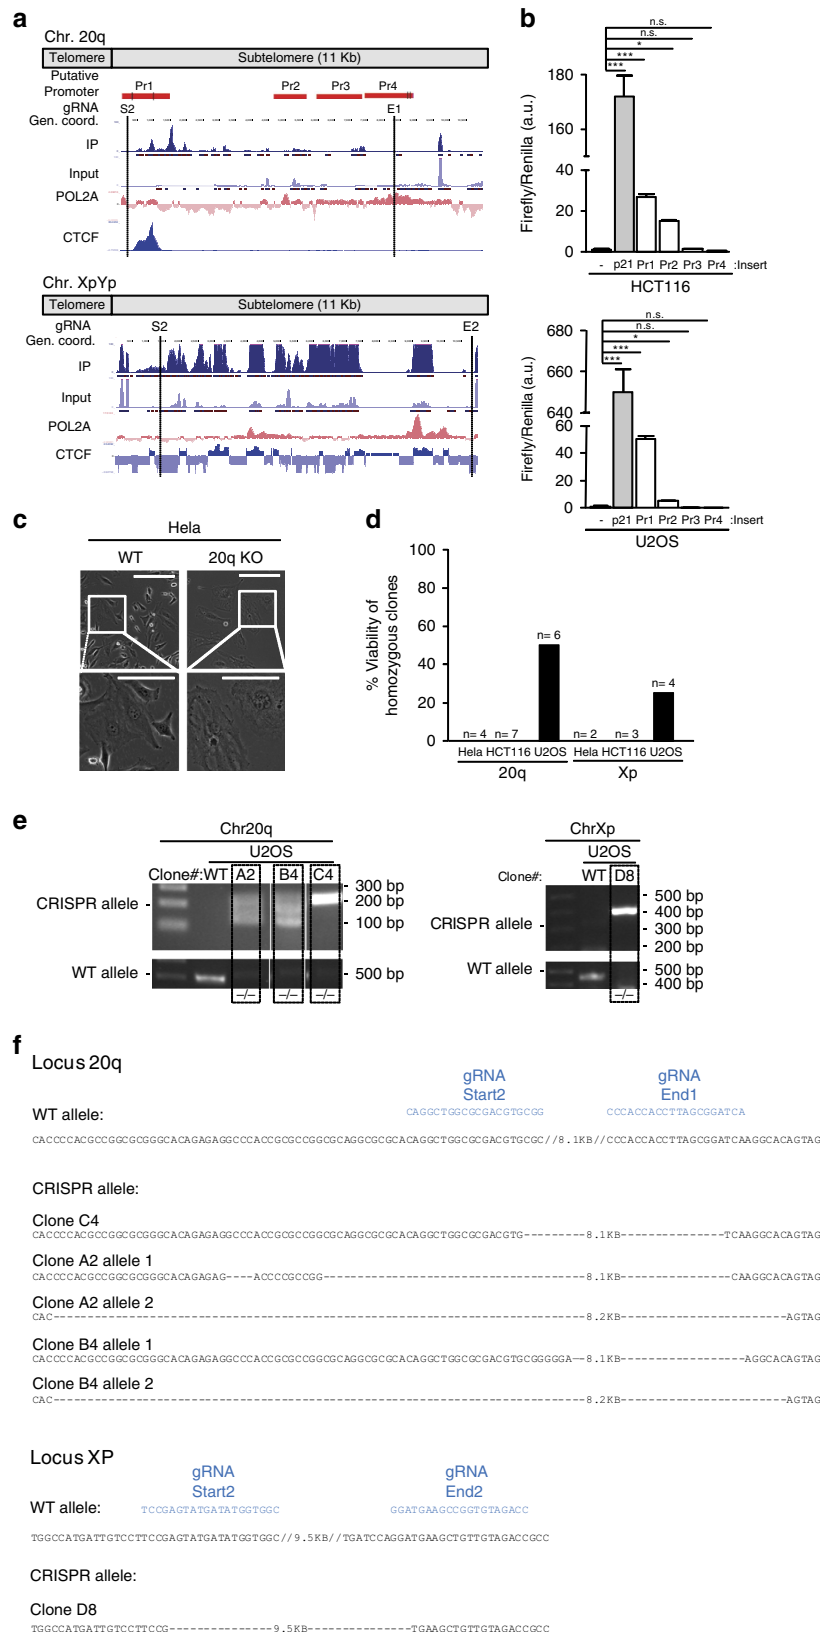 a
Chr. 20q
Telomere Subtelomere (11 Kb)
Putative
Promoter Pr1 Pr2 Pr3 Pr4
gRNA S2 E1
Gen. coord.
IP
Input
POL2A
CTCF
Chr. XpYp
Telomere Subtelomere (11 Kb)
gRNA S2 E2
Gen. coord.
IP
Input
POL2A
CTCF
b
n.s.
n.s.
*
***
***
Firefly/Renilla (a.u.)
180
160
40
20
0
- p21 Pr1 Pr2 Pr3 Pr4 :Insert
HCT116
n.s.
n.s.
*
***
***
Firefly/Renilla (a.u.)
680
660
640
60
40
20
0
- p21 Pr1 Pr2 Pr3 Pr4 :Insert
U2OS
c
Hela
WT 20q KO
d
% Viability of
homozygous clones
100
80
60
40
20
0
n= 4 n= 7 n= 6 n= 2 n= 3 n= 4
Hela HCT116 U2OS Hela HCT116 U2OS
20q Xp
e
Chr20q
U2OS
Clone#: WT A2 B4 C4
CRISPR allele -
- 300 bp
- 200 bp
- 100 bp
WT allele - - 500 bp
–/– –/– –/–
ChrXp
U2OS
Clone#: WT D8
CRISPR allele -
- 500 bp
- 400 bp
- 300 bp
- 200 bp
WT allele - - 500 bp
- 400 bp
–/–
f
Locus 20q
gRNA gRNA
Start2 End1
WT allele: CAGGCTGGCGCGACGTGCGG CCCACCACCTTAGCGGATCA
CACCCCACGCCGGCGCGGGCACAGAGAGGCCCACCGCGCCGGCGCAGGCGCGCACAGGCTGGCGCGACGTGCGC//8.1KB//CCCACCACCTTAGCGGATCAAGGCACAGTAG
CRISPR allele:
Clone C4
CACCCCACGCCGGCGCGGGCACAGAGAGGCCCACCGCGCCGGCGCAGGCGCGCACAGGCTGGCGCGACGTG----------8.1KB-----------------TCAAGGCACAGTAG
Clone A2 allele 1
CACCCCACGCCGGCGCGGGCACAGAGAG----ACCCCGCCGG------------------------------------------8.1KB------------------CAAGGCACAGTAG
Clone A2 allele 2
CAC-----------------------------------------------------------------------------------8.2KB---------------------------AGTAG
Clone B4 allele 1
CACCCCACGCCGGCGCGGGCACAGAGAGGCCCACCGCGCCGGCGCAGGCGCGCACAGGCTGGCGCGACGTGCGGGGGGA--8.1KB--------------------AGGCACAGTAG
Clone B4 allele 2
CAC-----------------------------------------------------------------------------------8.2KB---------------------------AGTAG
Locus XP
gRNA gRNA
Start2 End2
WT allele: TCCGAGTATGATATGGTGGC GGATGAAGCCGGTGTAGACC
TGGCCATGATTGTCCTTCCGAGTATGATATGGTGGC//9.5KB//TGATCCAGGATGAAGCTGTTGTAGACCGCC
CRISPR allele:
Clone D8
TGGCCATGATTGTCCTTCCG----------------9.5KB----------------TGAAGCTGTTGTAGACCGCC